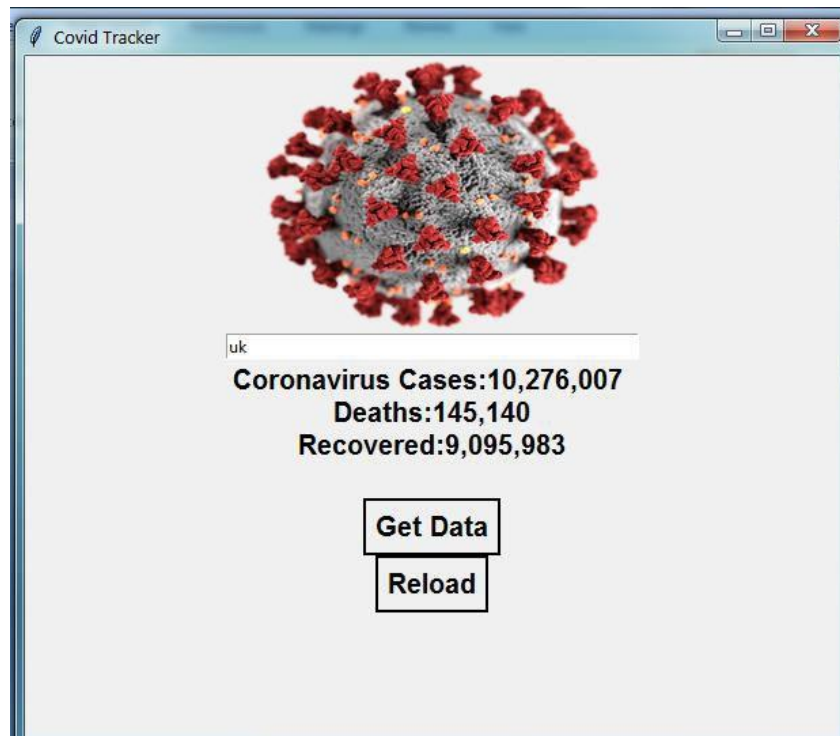 Covid Tracker
uk
Coronavirus Cases:10,276,007
Deaths:145,140
Recovered:9,095,983
Get Data
Reload